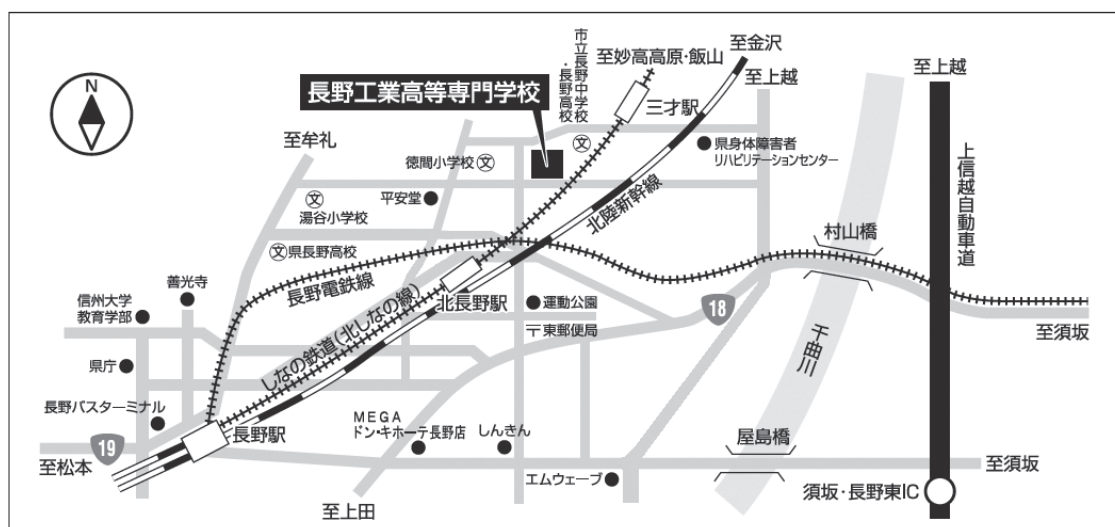 N
長野工業高等専門学校
市立長野中学校
・長野高校
至妙高高原・飯山
至金沢
至上越
至上越
三才駅
至牟礼
徳間小学校
文
文
県身体障害者
リハビリテーションセンター
上信越自動車道
平安堂
文
湯谷小学校
北陸新幹線
村山橋
文
県長野高校
善光寺
長野電鉄線
北長野駅
運動公園
18
信州大学
教育学部
しなの鉄道(北しなの線)
〒東郵便局
至須坂
千曲川
県庁
長野バスターミナル
MEGA
ドン・キホーテ長野店
しんきん
長野駅
屋島橋
19
至松本
至須坂
エムウェーブ
須坂・長野東IC
至上田